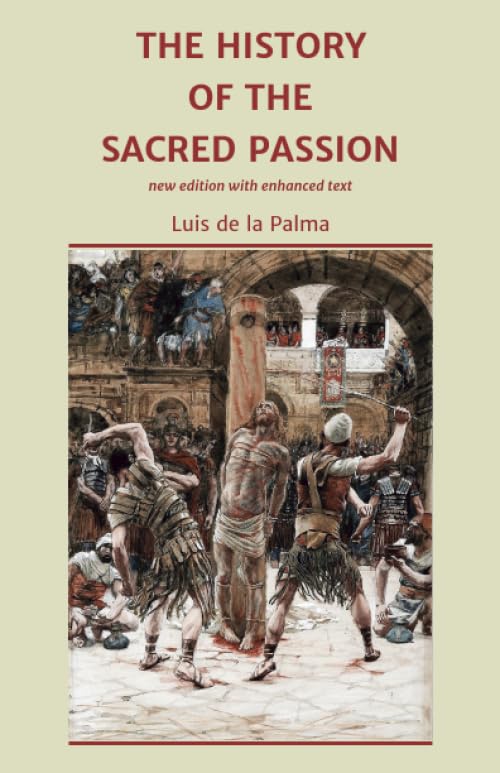 THE HISTORY
OF THE
SACRED PASSION
new edition with enhanced text
Luis de la Palma